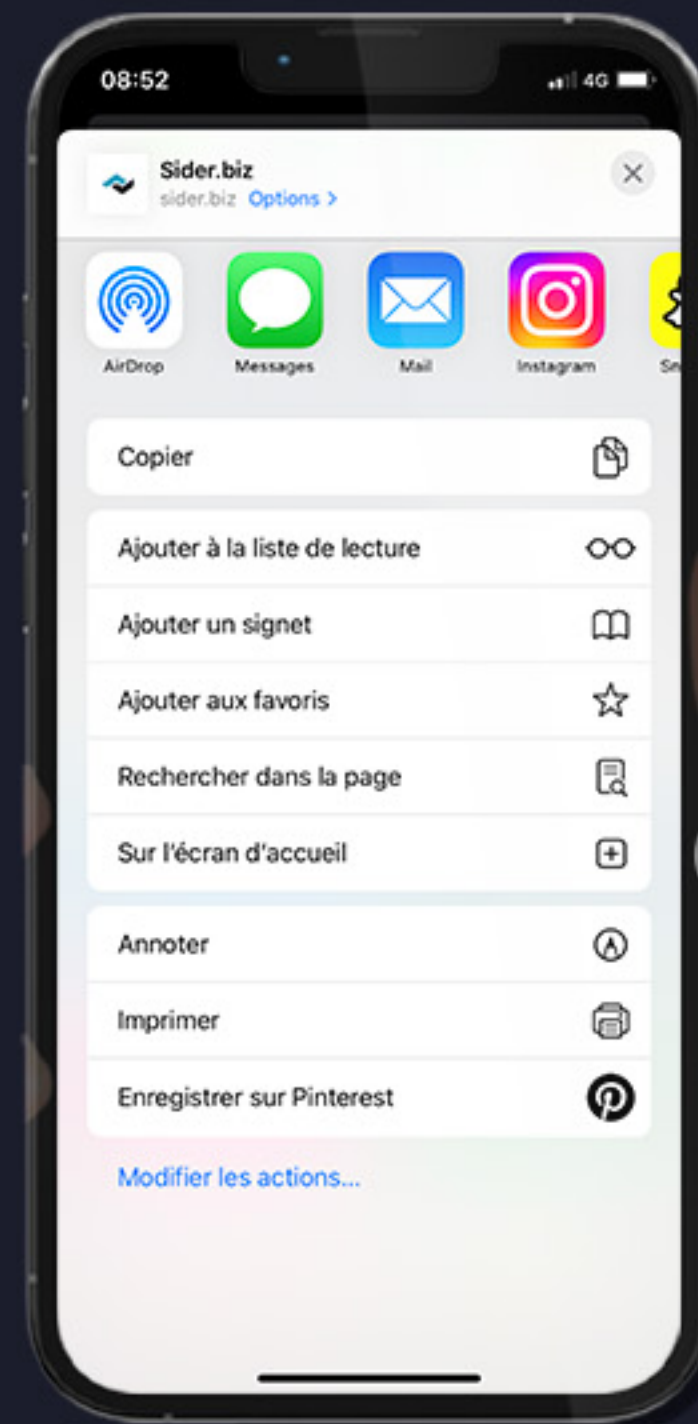 08:52
4G
Sider.biz
sider.biz Options >
AirDrop
Messages
Mail
Instagram
Sn
Copier
Ajouter à la liste de lecture
Ajouter un signet
Ajouter aux favoris
Rechercher dans la page
Sur l'écran d'accueil
Annoter
Imprimer
Enregistrer sur Pinterest
Modifier les actions...